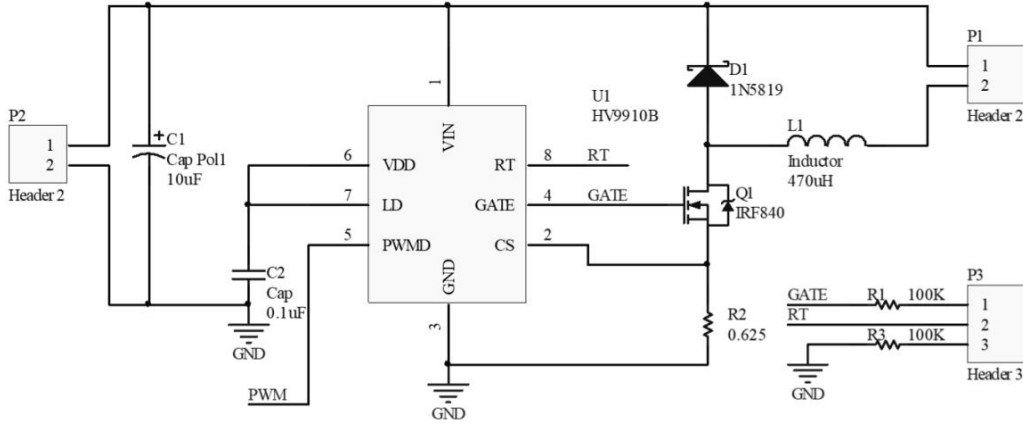 P2
1
2
Header 2
C1
Cap Pol1
10uF
C2
Cap
0.1uF
GND
PWM
1
VIN
6
VDD
7
LD
5
PWMD
GND
3
GND
RT
8
RT
GATE
4
GATE
CS
2
U1
HV9910B
D1
1N5819
L1
Inductor
470uH
Q1
IRF840
R2
0.625
P1
1
2
Header 2
GATE
R1
100K
RT
R3
100K
GND
P3
1
2
3
Header 3